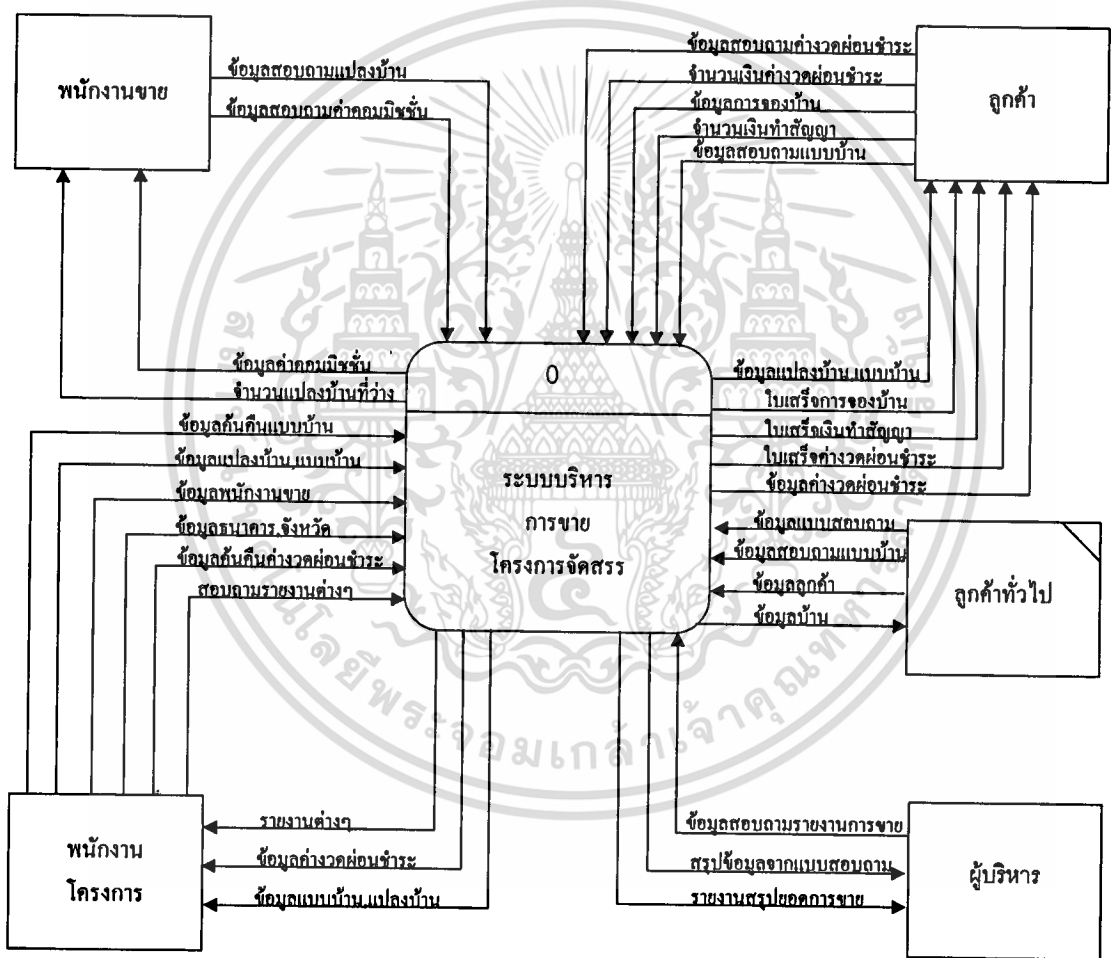 พนักงานขาย
ข้อมูลสอบถามแปลงบ้าน
ข้อมูลสอบถามค่าคอมมิชชั่น
ข้อมูลสอบถามค่างวดผ่อนชำระ
จำนวนเงินค่างวดผ่อนชำระ
ข้อมูลการจองบ้าน
จำนวนเงินทำสัญญา
ข้อมูลสอบถามแบบบ้าน
ลูกค้า
ข้อมูลค่าคอมมิชชั่น
จำนวนแปลงบ้านที่ว่าง
ข้อมูลค้นคืนแบบบ้าน
ข้อมูลแปลงบ้าน,แบบบ้าน
ข้อมูลพนักงานขาย
ข้อมูลธนาคาร,จังหวัด
ข้อมูลค้นคืนค่างวดผ่อนชำระ
สอบถามรายงานต่างๆ
0
ระบบบริหาร
การขาย
โครงการจัดสรร
ข้อมูลแปลงบ้าน,แบบบ้าน
ใบเสร็จการจองบ้าน
ใบเสร็จเงินทำสัญญา
ใบเสร็จค่างวดผ่อนชำระ
ข้อมูลค่างวดผ่อนชำระ
ข้อมูลแบบสอบถาม
ข้อมูลสอบถามแบบบ้าน
ข้อมูลลูกค้า
ข้อมูลบ้าน
ลูกค้าทั่วไป
พนักงาน
โครงการ
รายงานต่างๆ
ข้อมูลค่างวดผ่อนชำระ
ข้อมูลแบบบ้าน,แปลงบ้าน
ข้อมูลสอบถามรายงานการขาย
สรุปข้อมูลจากแบบสอบถาม
รายงานสรุปยอดการขาย
ผู้บริหาร